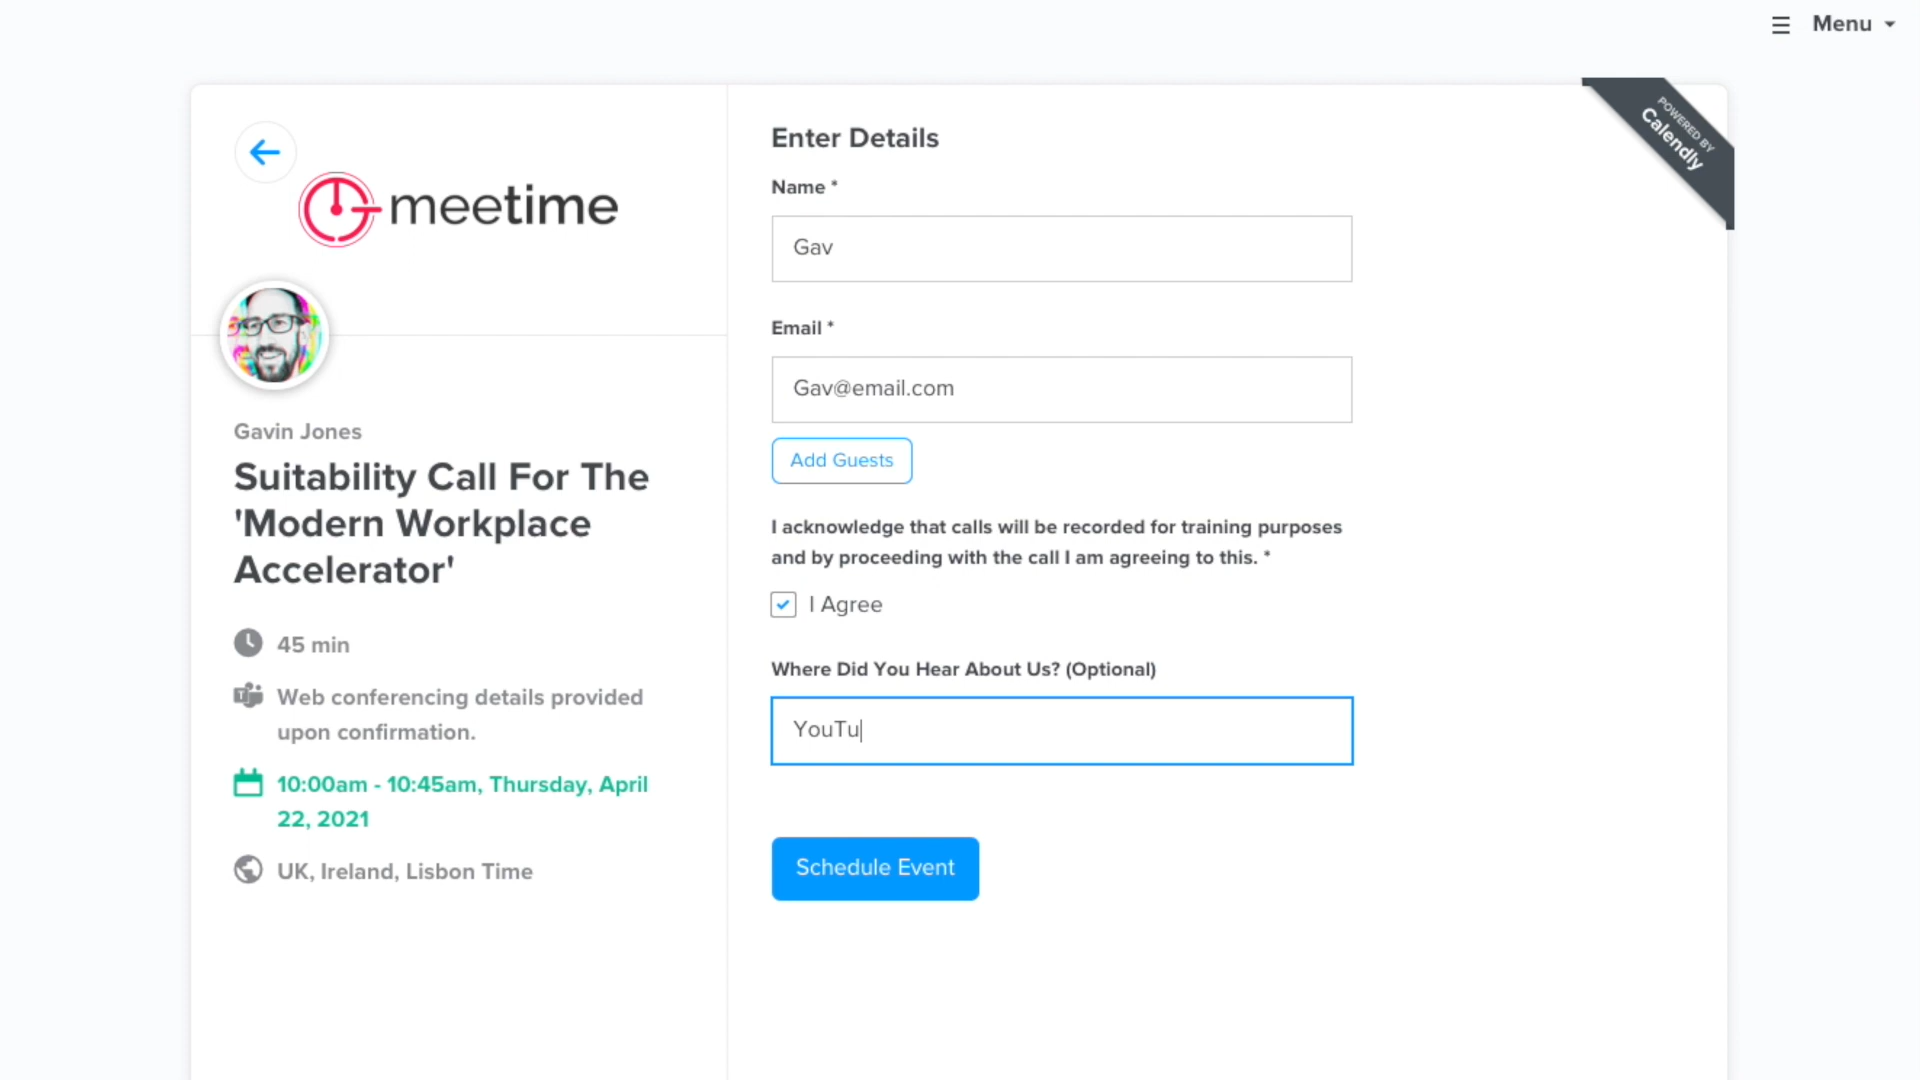 Menu
POWERED BY
Calendly
meetime
Gavin Jones
Suitability Call For The
'Modern Workplace
Accelerator'
45 min
Web conferencing details provided
upon confirmation.
10:00am - 10:45am, Thursday, April
22, 2021
UK, Ireland, Lisbon Time
Enter Details
Name *
Gav
Email *
Gav@email.com
Add Guests
I acknowledge that calls will be recorded for training purposes
and by proceeding with the call I am agreeing to this. *
I Agree
Where Did You Hear About Us? (Optional)
YouTu
Schedule Event